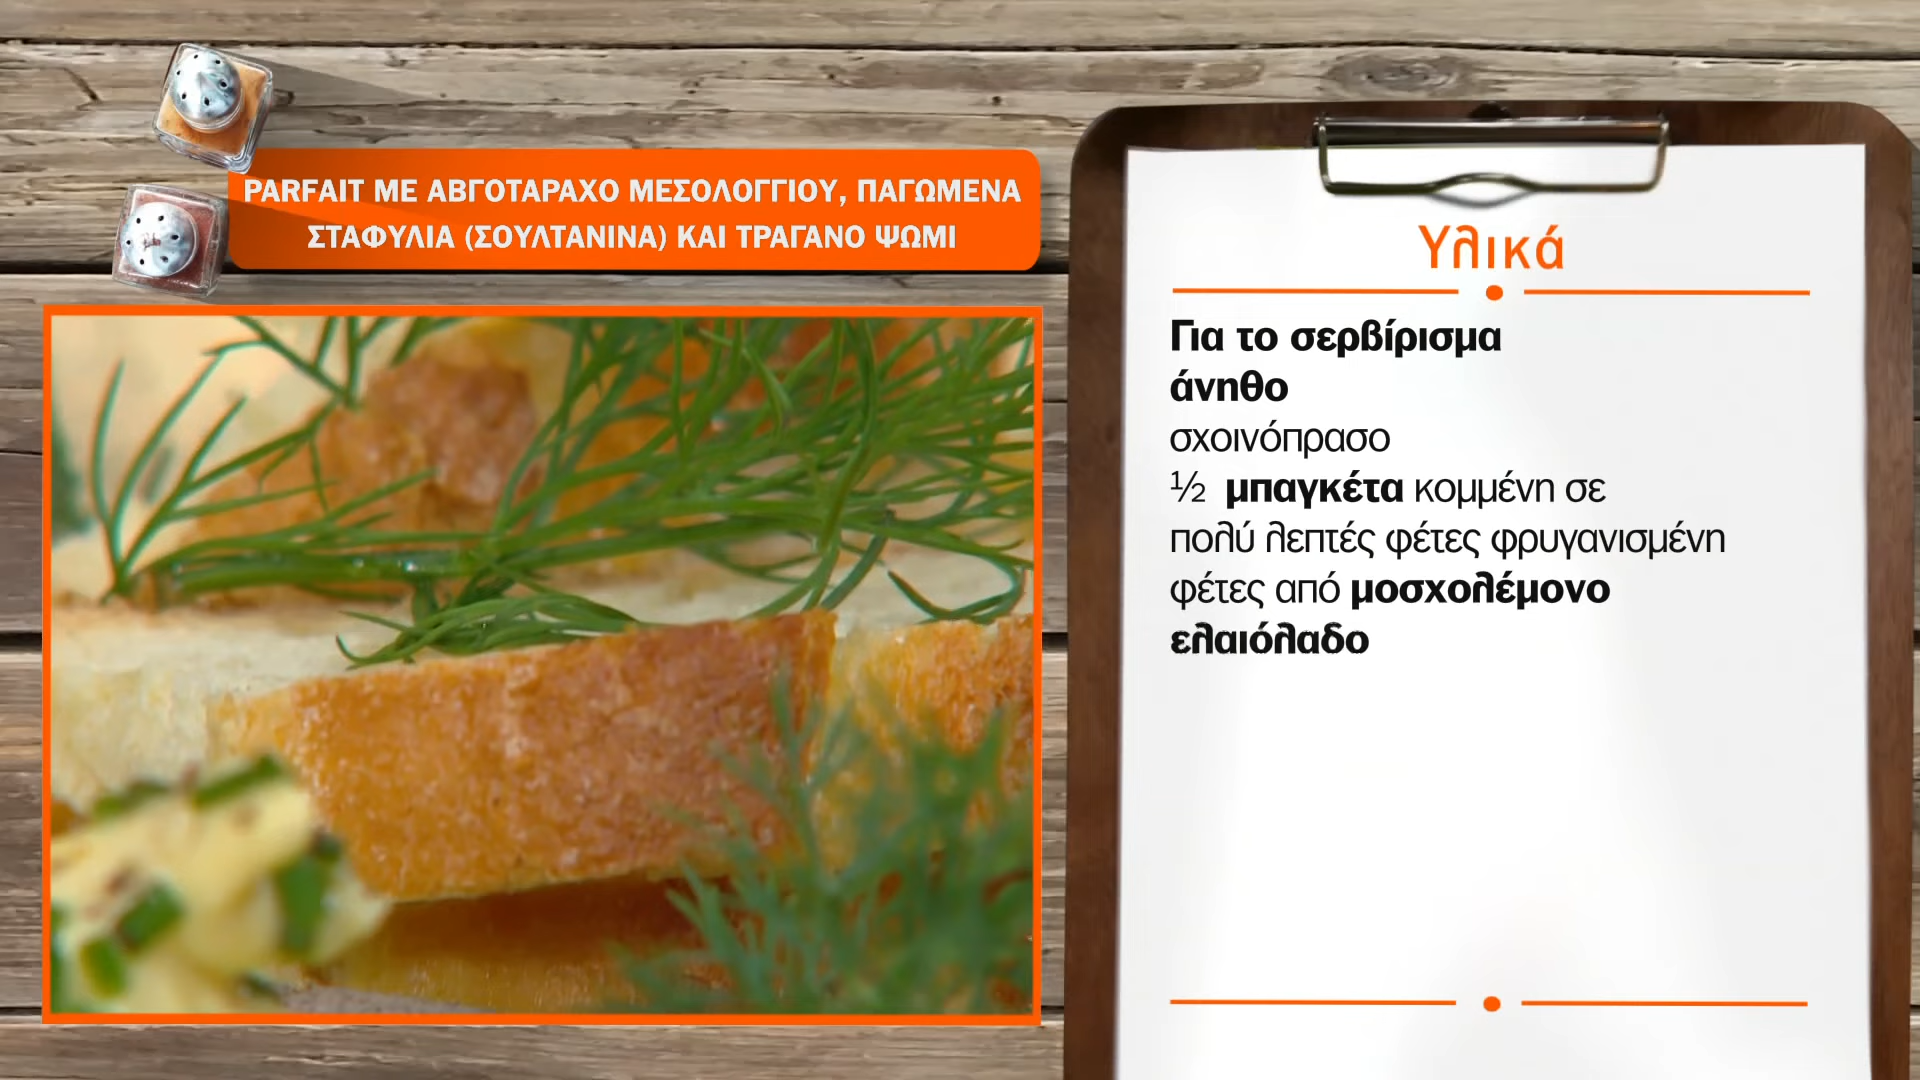 PARFAIT ΜΕ ΑΒΓΟΤΑΡΑΧΟ ΜΕΣΟΛΟΓΓΙΟΥ, ΠΑΓΩΜΕΝΑ
ΣΤΑΦΥΛΙΑ (ΣΟΥΛΤΑΝΙΝΑ) ΚΑΙ ΤΡΑΓΑΝΟ ΨΩΜΙ
Υλικά
Για το σερβίρισμα
άνηθο
σχοινόπρασο
½ μπαγκέτα κομμένη σε
πολύ λεπτές φέτες φρυγανισμένη
φέτες από μοσχολέμονο
ελαιόλαδο